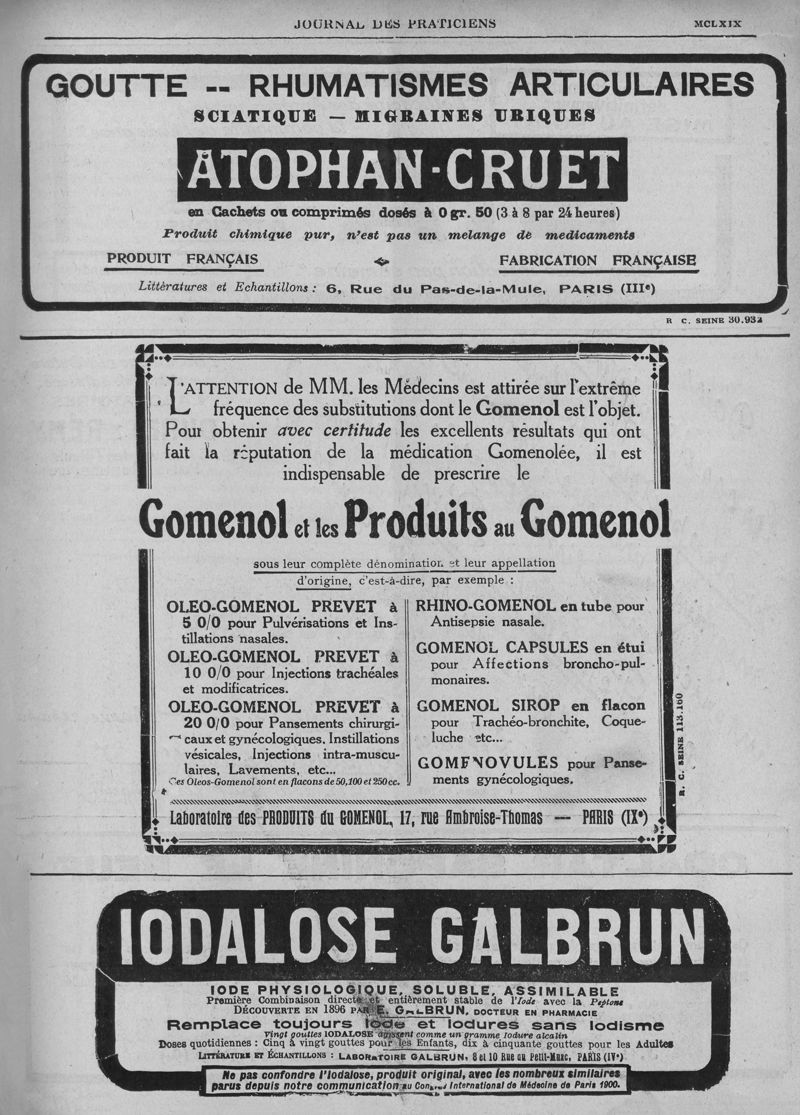 JOURNAL DES PRATICIENS
MCLXIX
GOUTTE -- RHUMATISMES ARTICULAIRES
SCIATIQUE — MIGRAINES URIQUES
ATOPHAN-CRUET
en Cachets ou comprimés dosés à 0 gr. 50 (3 à 8 par 24 heures)
Produit chimique pur, n'est pas un melange de medicaments
PRODUIT FRANÇAIS
FABRICATION FRANÇAISE
Littératures et Echantillons : 6, Rue du Pas-de-la-Mule, PARIS (IIIe)
R C. SEINE 30.932
L'ATTENTION de MM. les Médecins est attirée sur l'extrême
fréquence des substitutions dont le Gomenol est l'objet.
Pour obtenir avec certitude les excellents résultats qui ont
fait la réputation de la médication Gomenolée, il est
indispensable de prescrire le
Gomenol et les Produits au Gomenol
sous leur complète dénomination et leur appellation
d'origine, c'est-à-dire, par exemple :
OLEO-GOMENOL PREVET à
5 0/0 pour Pulvérisations et Ins-
tillations nasales.
OLEO-GOMENOL PREVET à
10 0/0 pour Injections trachéales
et modificatrices.
OLEO-GOMENOL PREVET à
20 0/0 pour Pansements chirurgi-
caux et gynécologiques. Instillations
vésicales, Injections intra-muscu-
laires, Lavements, etc...
Ces Oleos-Gomenol sont en flacons de 50, 100 et 250 cc.
RHINO-GOMENOL en tube pour
Antisepsie nasale.
GOMENOL CAPSULES en étui
pour Affections broncho-pul-
monaires.
GOMENOL SIROP en flacon
pour Trachéo-bronchite, Coque-
luche etc...
GOMENOVULES pour Panse-
ments gynécologiques.
R. C. SEINE 113.160
Laboratoire des PRODUITS du GOMENOL, 17, rue Ambroise-Thomas — PARIS (IXe)
IODALOSE GALBRUN
IODE PHYSIOLOGIQUE, SOLUBLE, ASSIMILABLE
Première Combinaison directe et entièrement stable de l'Iode avec la Peptone
DÉCOUVERTE EN 1896 PAR E. GALBRUN, DOCTEUR EN PHARMACIE
Remplace toujours Iode et Iodures sans Iodisme
Vingt gouttes IODALOSE agissent comme un gramme Iodure alcalin
Doses quotidiennes : Cinq à vingt gouttes pour les Enfants, dix à cinquante gouttes pour les Adultes
LITTÉRATURE ET ÉCHANTILLONS : LABORATOIRE GALBRUN, 8 et 10 Rue du Petit-Musc, PARIS (IVe)
Ne pas confondre l'Iodalose, produit original, avec les nombreux similaires
parus depuis notre communication au Congrès International de Médecine de Paris 1900.